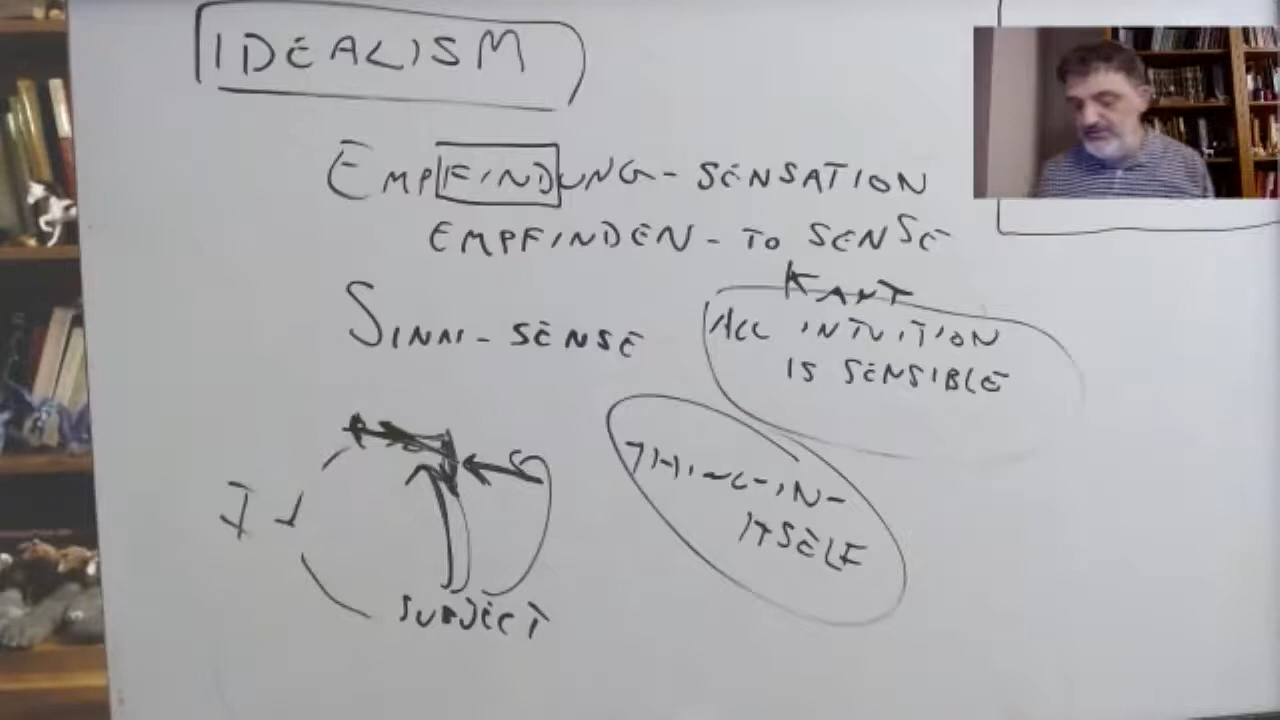 IDEALISM
EMPFINDUNG - SENSATION
EMPFINDEN - TO SENSE
SINN - SENSE
KANT
ALL INTUITION
IS SENSIBLE
THING-IN-
ITSELF
I
SUBJECT